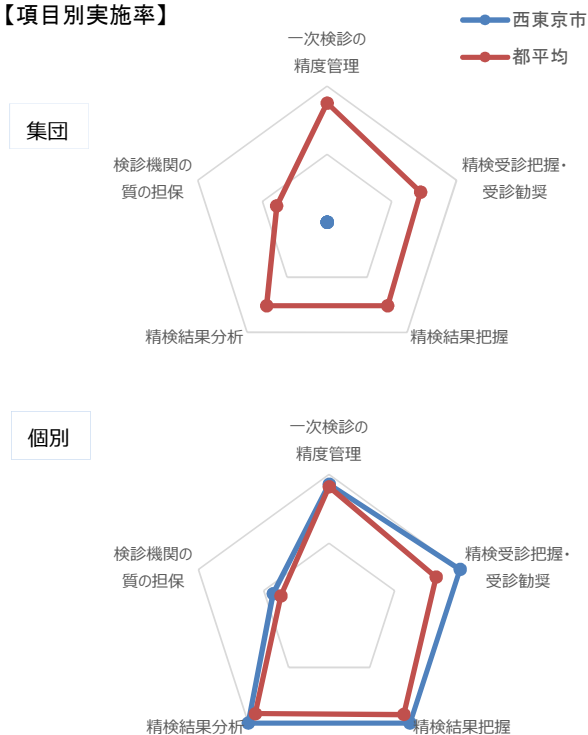 【項目別実施率】
西東京市
都平均
集団
一次検診の
精度管理
精検受診把握・
受診勧奨
精検結果把握
精検結果分析
検診機関の
質の担保
個別
一次検診の
精度管理
精検受診把握・
受診勧奨
精検結果把握
精検結果分析
検診機関の
質の担保